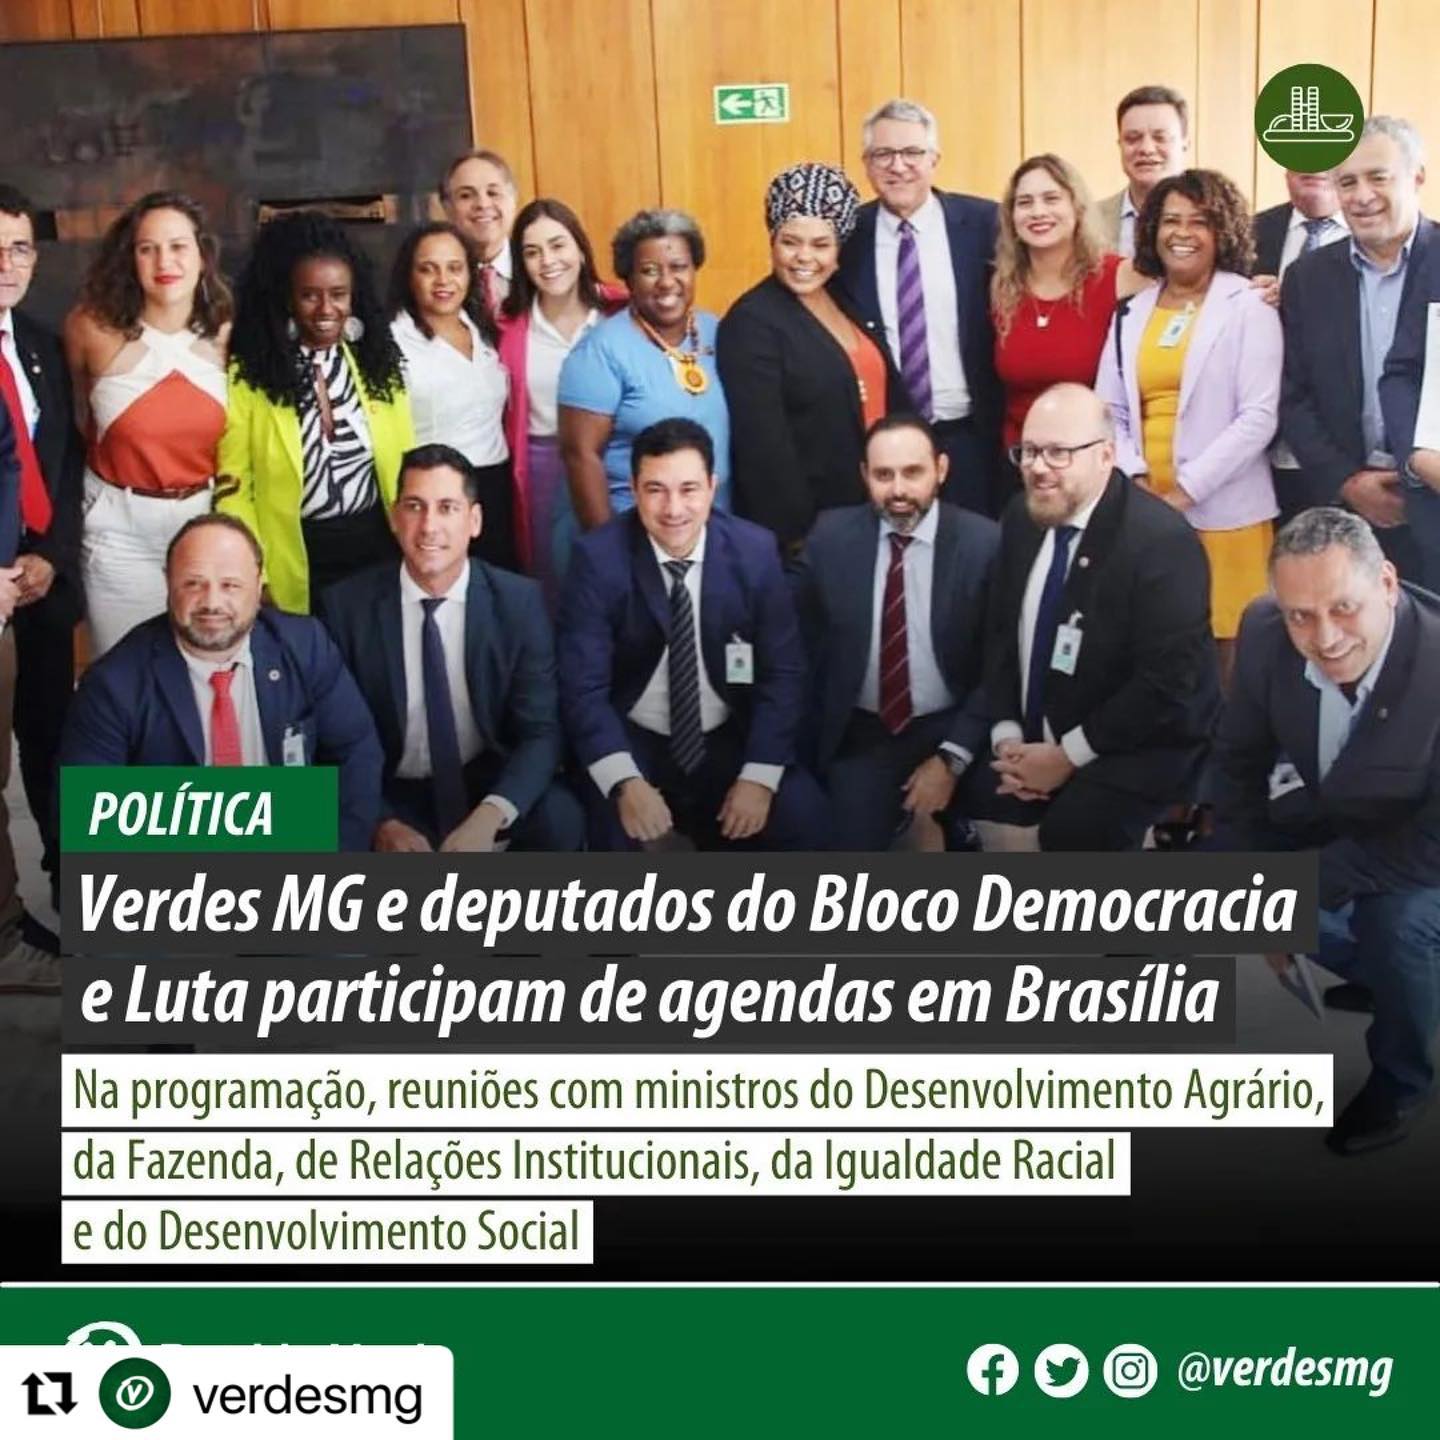 POLÍTICA
Verdes MG e deputados do Bloco Democracia
e Luta participam de agendas em Brasília
Na programação, reuniões com ministros do Desenvolvimento Agrário,
da Fazenda, de Relações Institucionais, da Igualdade Racial
e do Desenvolvimento Social
@verdesmg
verdesmg